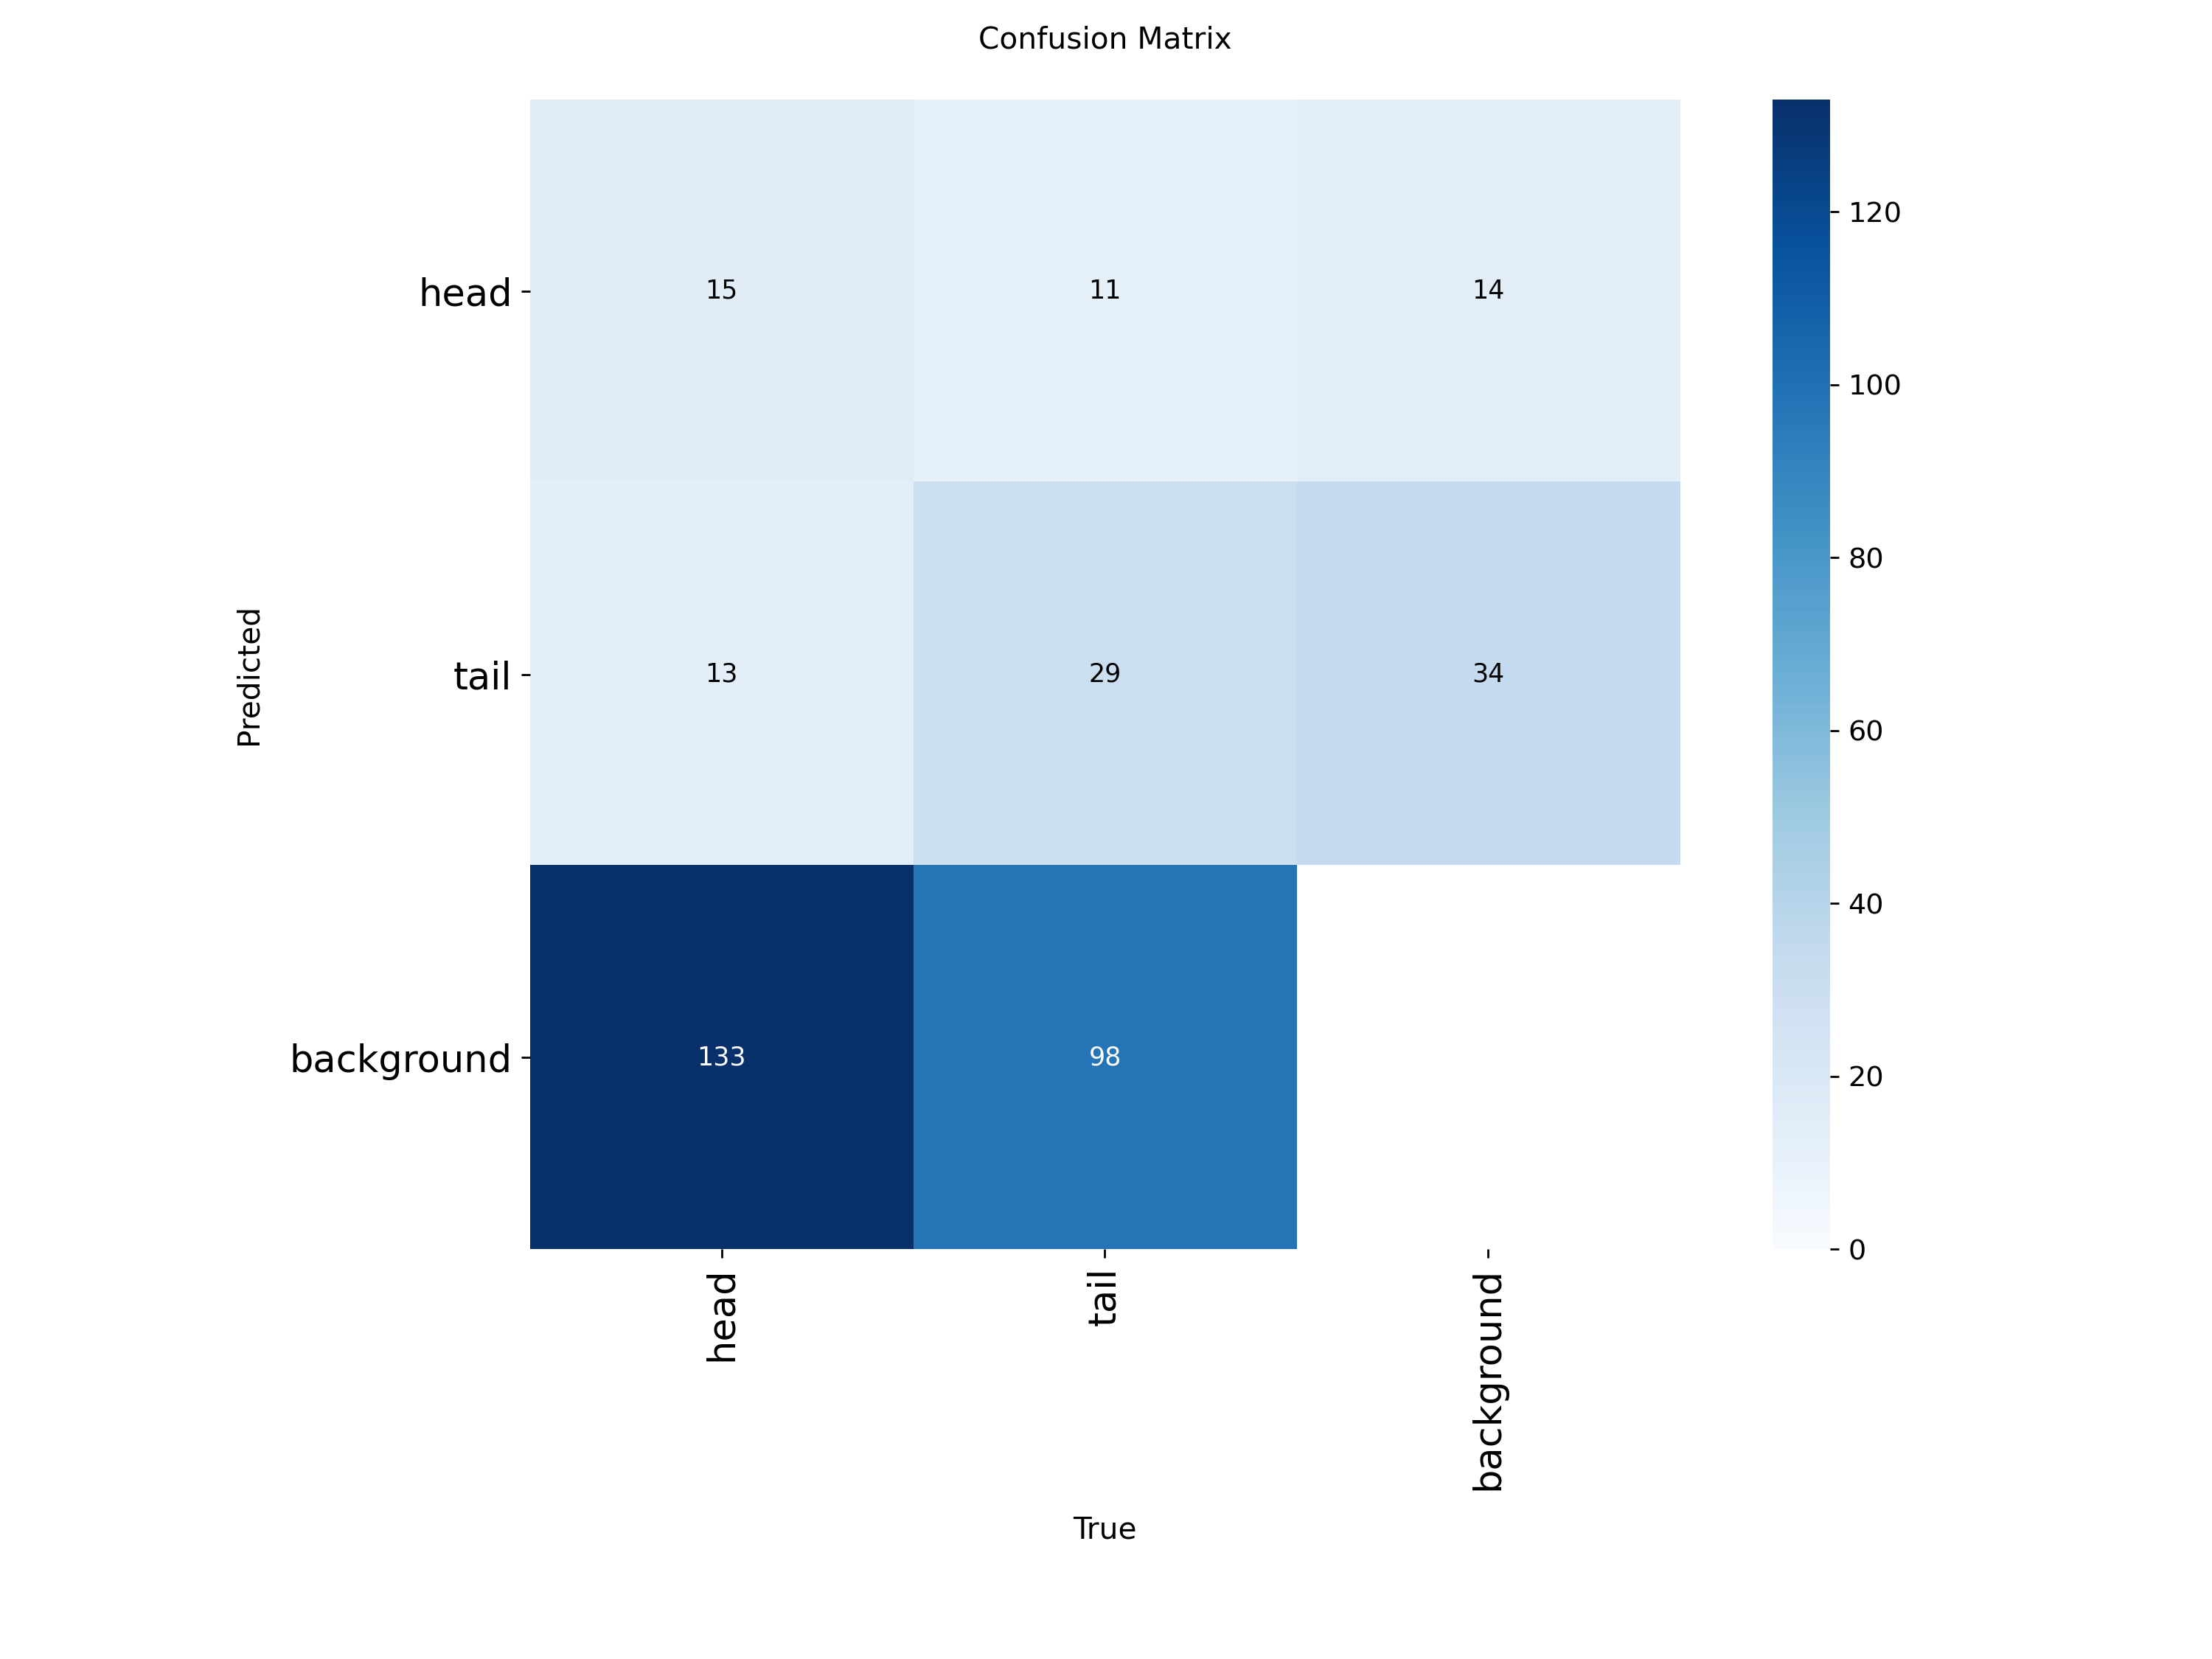 Confusion Matrix
Predicted
head
15 11 14
tail
13 29 34
background
133 98
head tail background
True
120
100
80
60
40
20
0